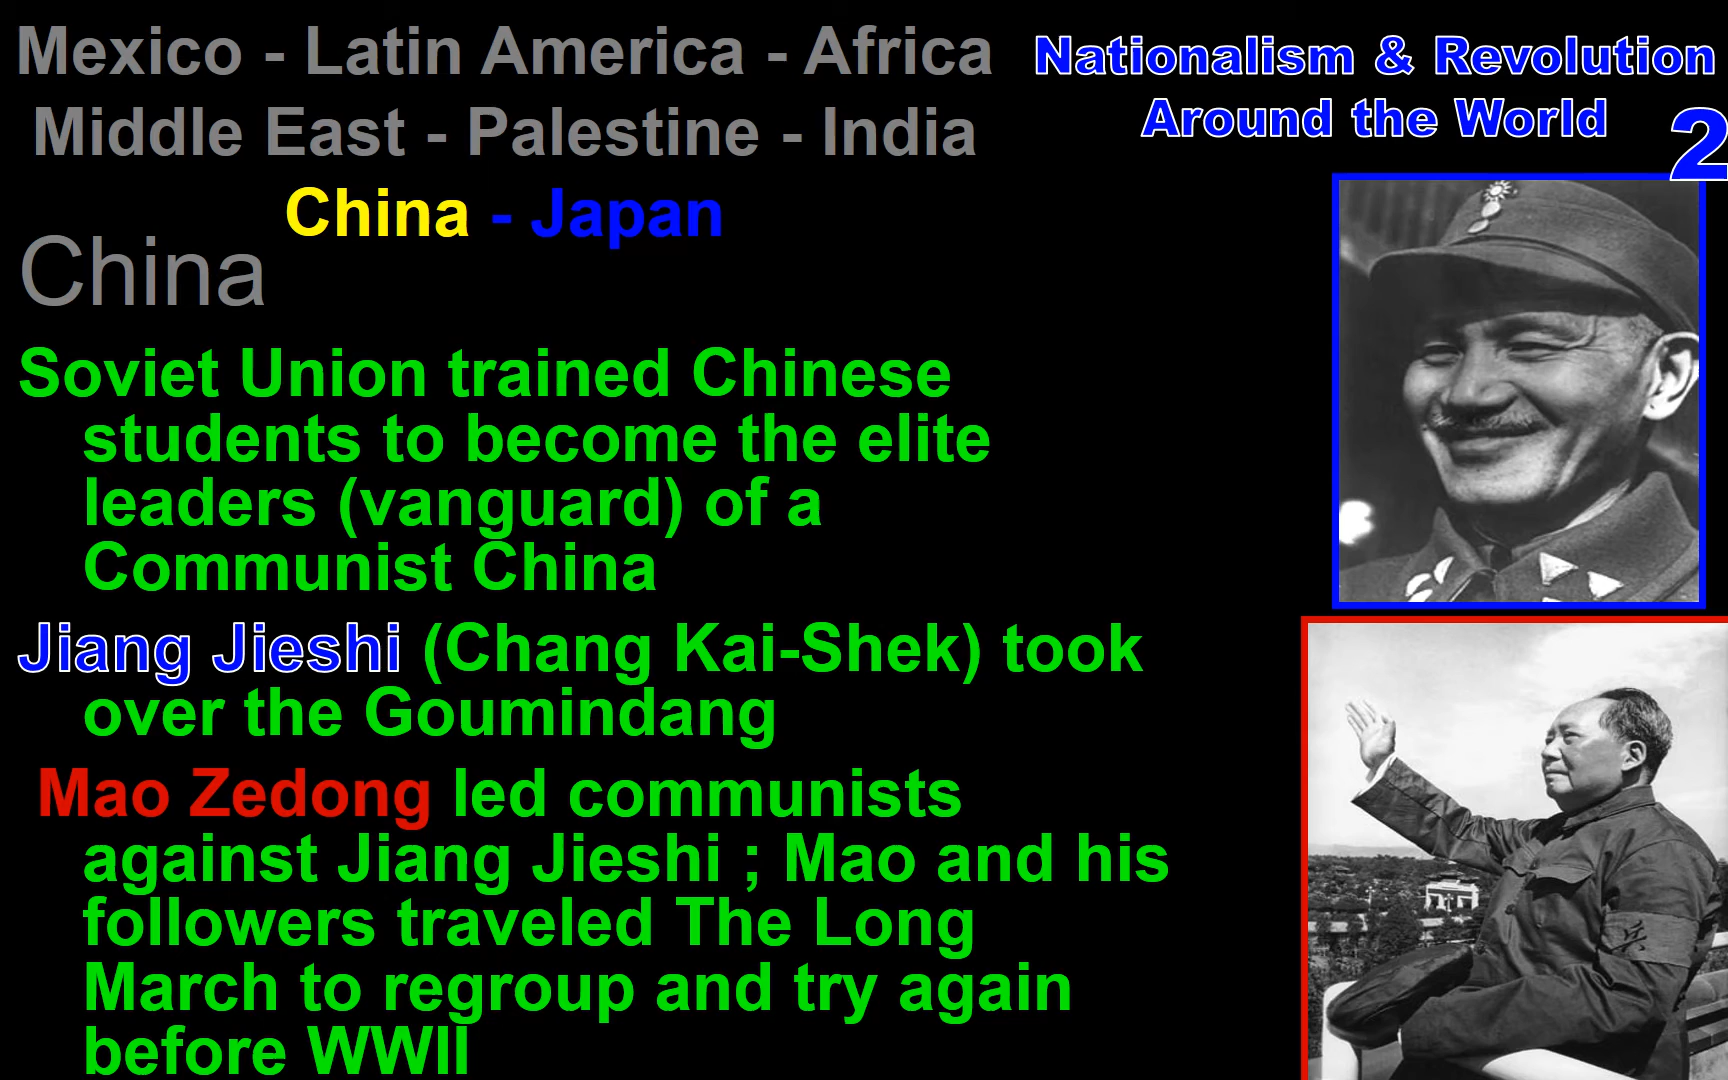 Mexico - Latin America - Africa
Middle East - Palestine - India
China - Japan
Nationalism & Revolution
Around the World
2
China
Soviet Union trained Chinese
students to become the elite
leaders (vanguard) of a
Communist China
Jiang Jieshi (Chang Kai-Shek) took
over the Goumindang
Mao Zedong led communists
against Jiang Jieshi ; Mao and his
followers traveled The Long
March to regroup and try again
before WWII